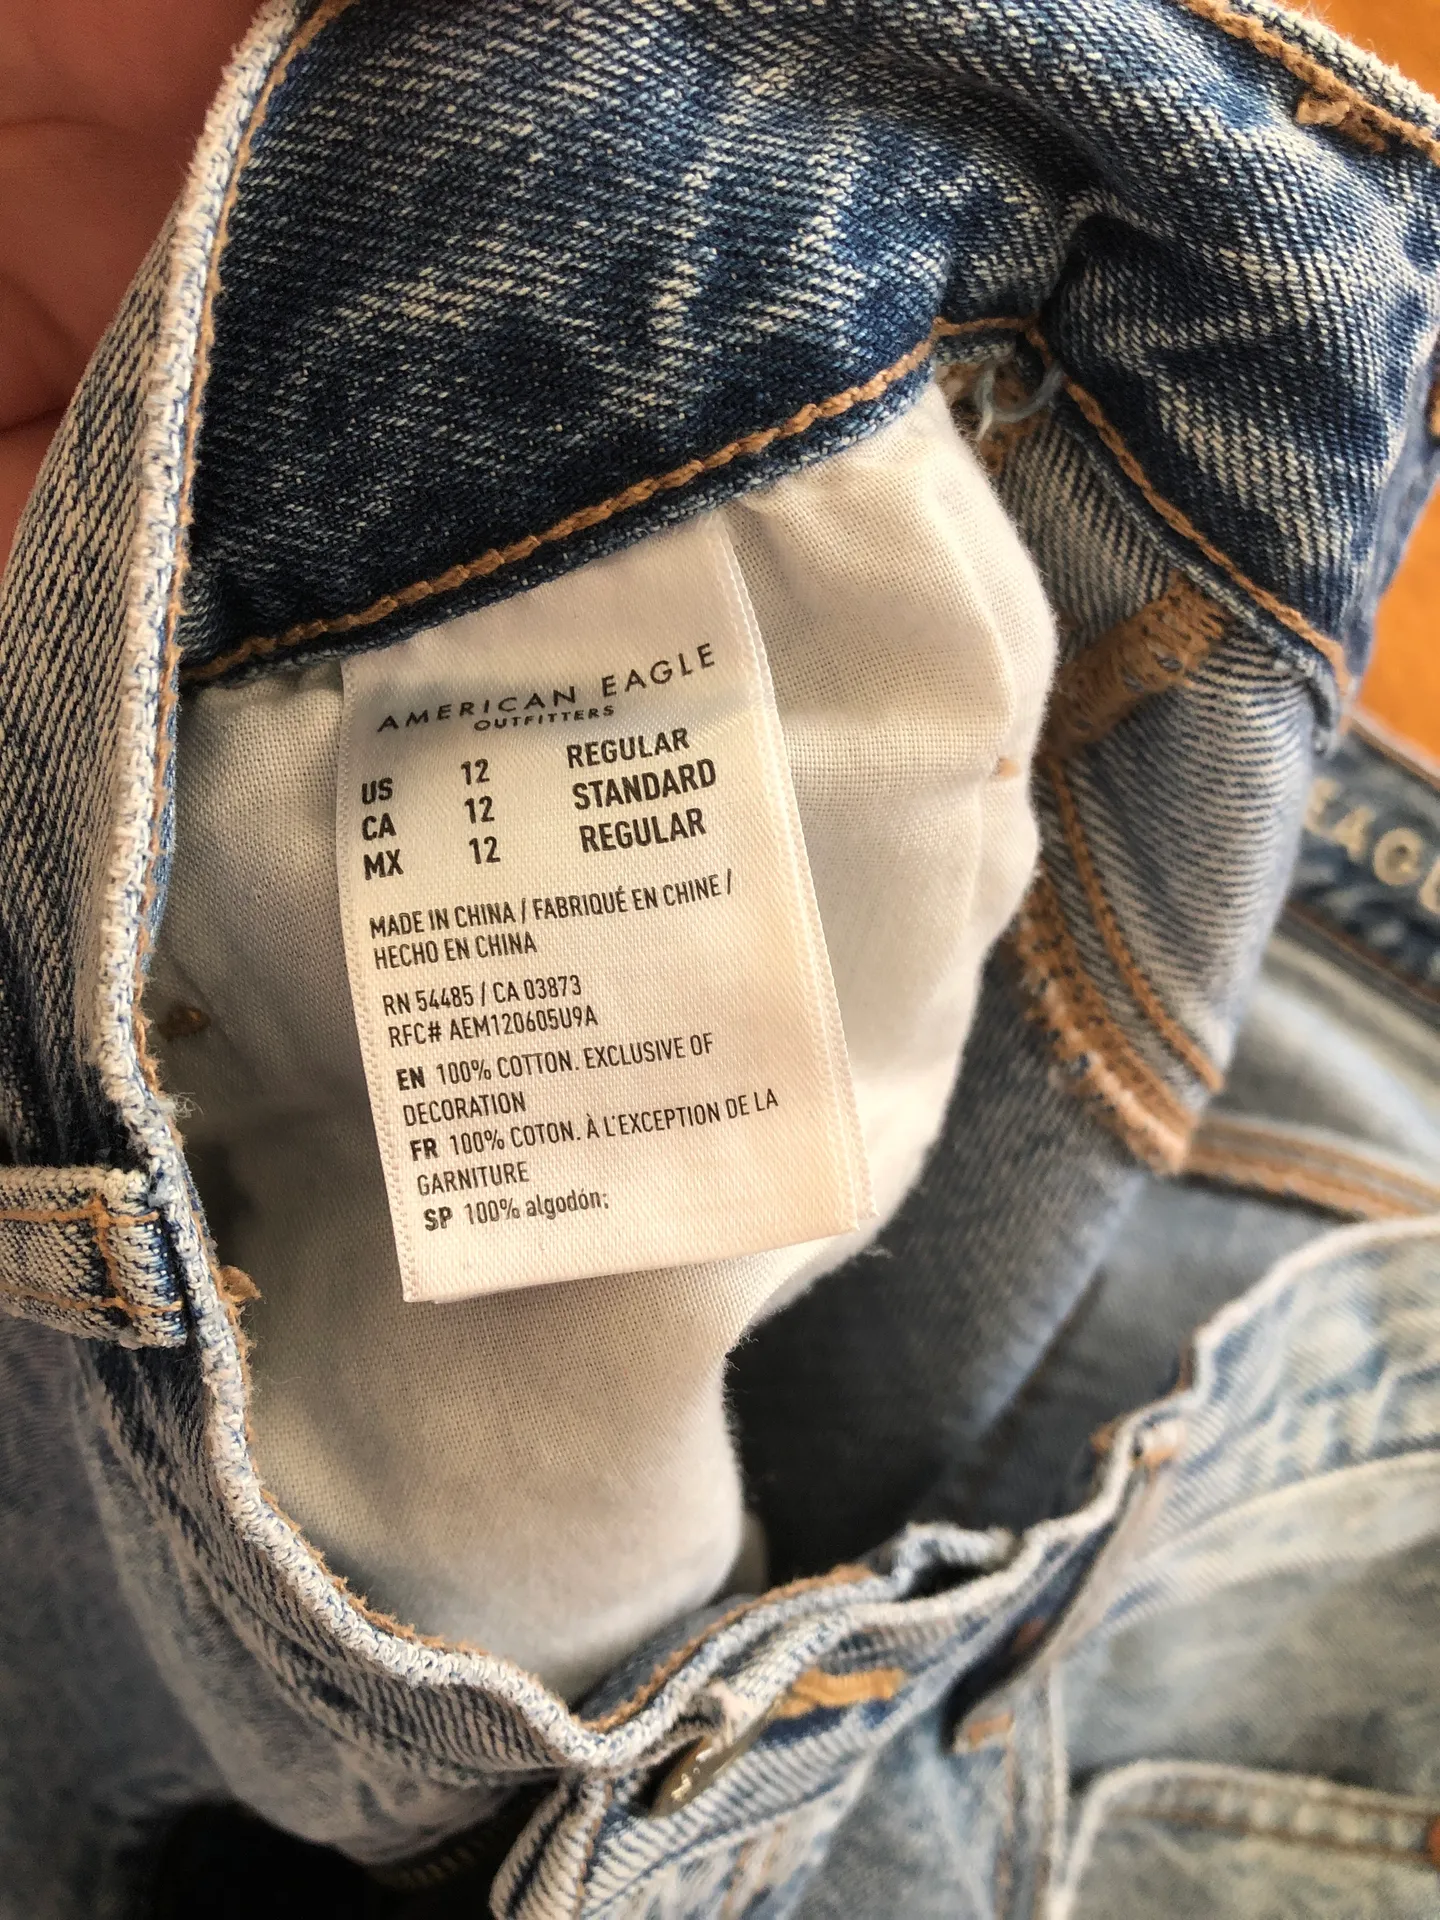 AMERICAN EAGLE
OUTFITTERS
US 12 REGULAR
CA 12 STANDARD
MX 12 REGULAR
MADE IN CHINA / FABRIQUÉ EN CHINE /
HECHO EN CHINA
RN 54485 / CA 03873
RFC# AEM120605U9A
EN 100% COTTON. EXCLUSIVE OF
DECORATION
FR 100% COTON. À L'EXCEPTION DE LA
GARNITURE
SP 100% algodón;